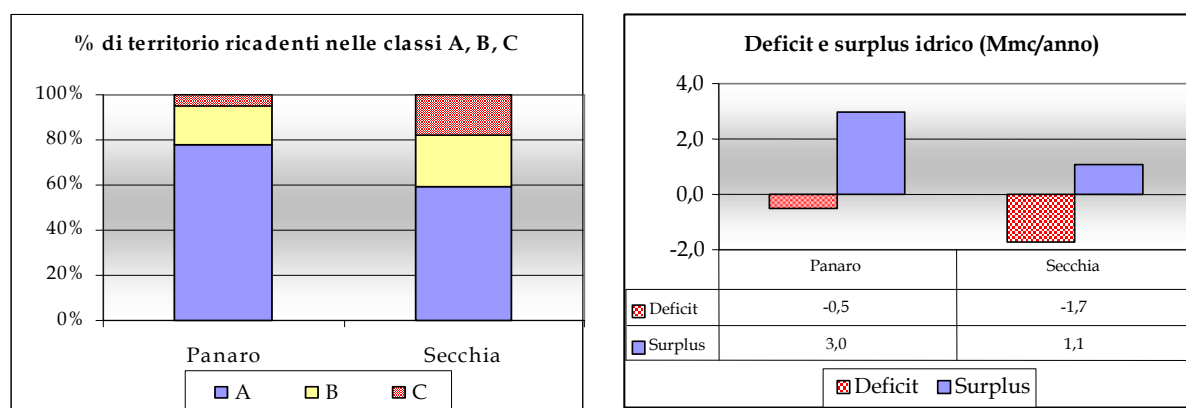 % di territorio ricadenti nelle classi A, B, C
100%
80%
60%
40%
20%
0%
Panaro Secchia
A B C
Deficit e surplus idrico (Mmc/anno)
4,0
2,0
0,0
-2,0
Panaro Secchia
Deficit -0,5 -1,7
Surplus 3,0 1,1
Deficit Surplus